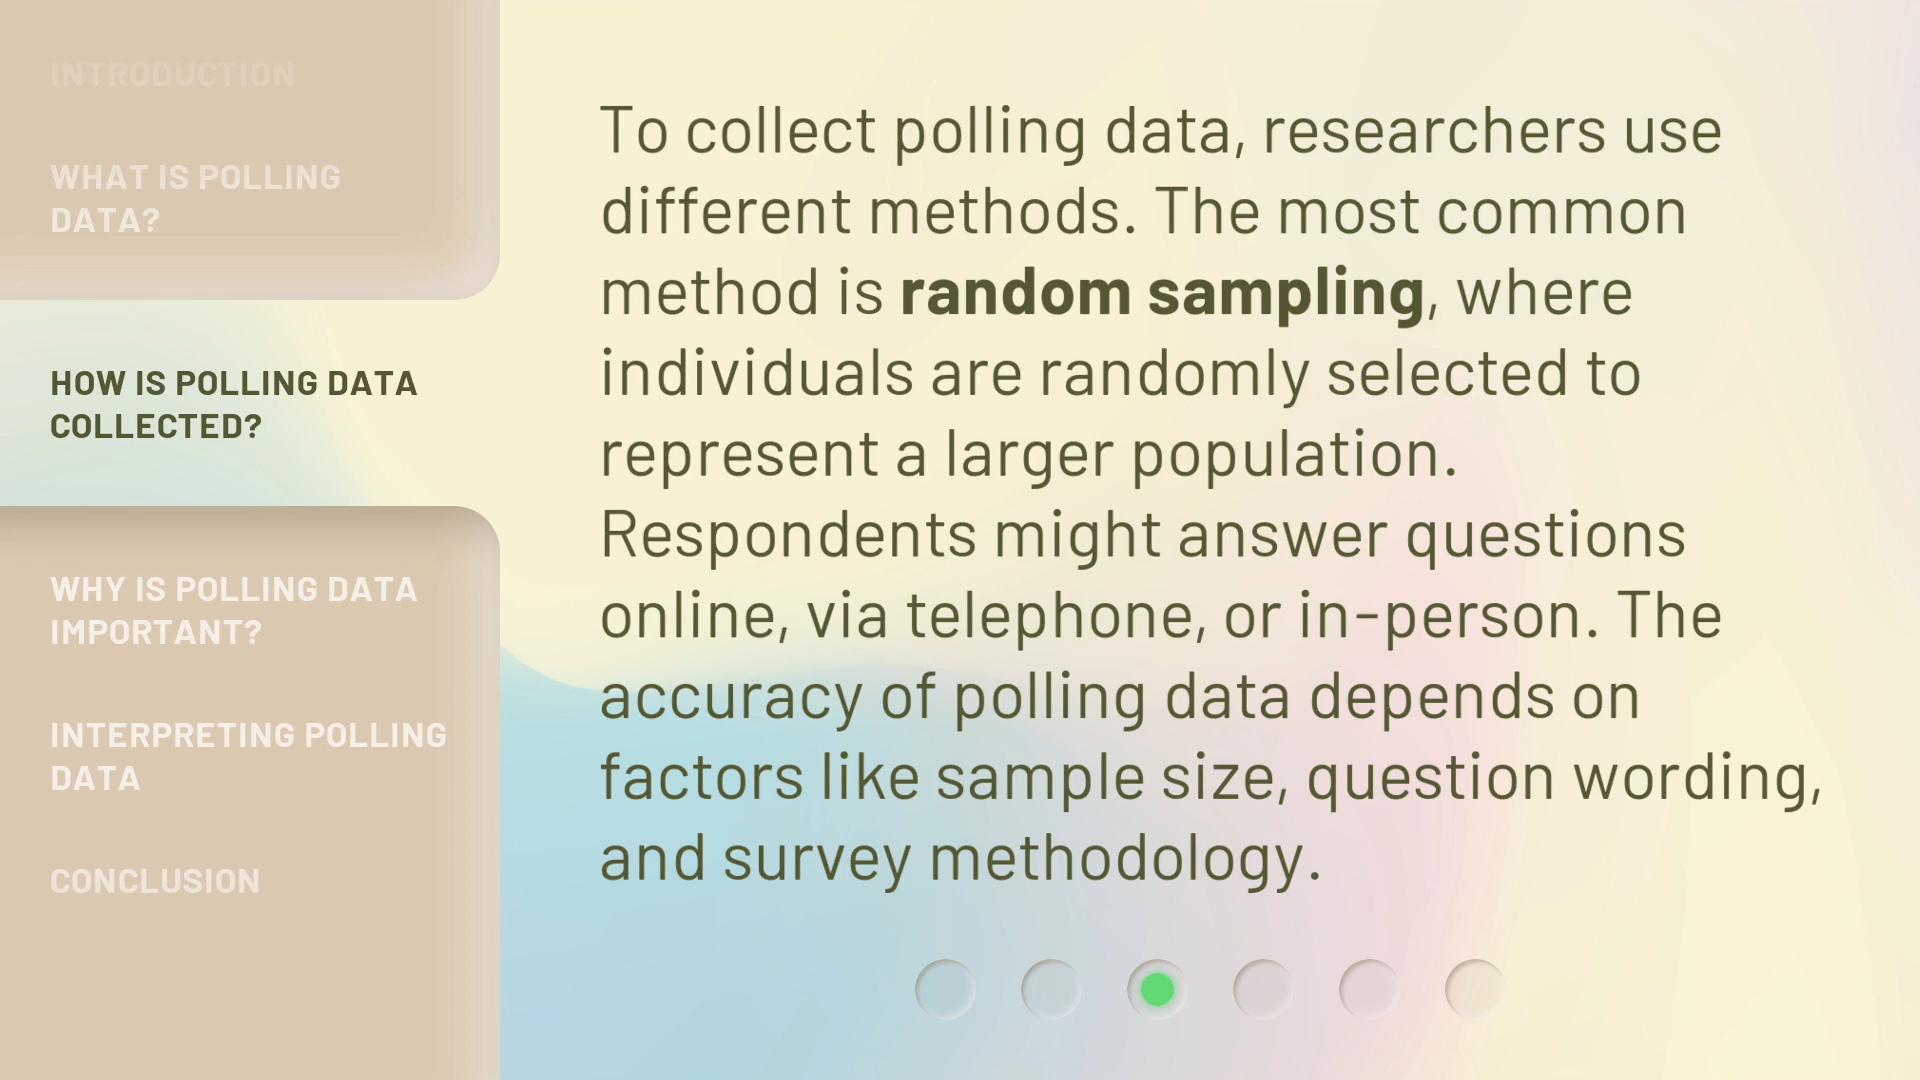 INTRODUCTION
WHAT IS POLLING
DATA?
HOW IS POLLING DATA
COLLECTED?
WHY IS POLLING DATA
IMPORTANT?
INTERPRETING POLLING
DATA
CONCLUSION
To collect polling data, researchers use
different methods. The most common
method is random sampling, where
individuals are randomly selected to
represent a larger population.
Respondents might answer questions
online, via telephone, or in-person. The
accuracy of polling data depends on
factors like sample size, question wording,
and survey methodology.